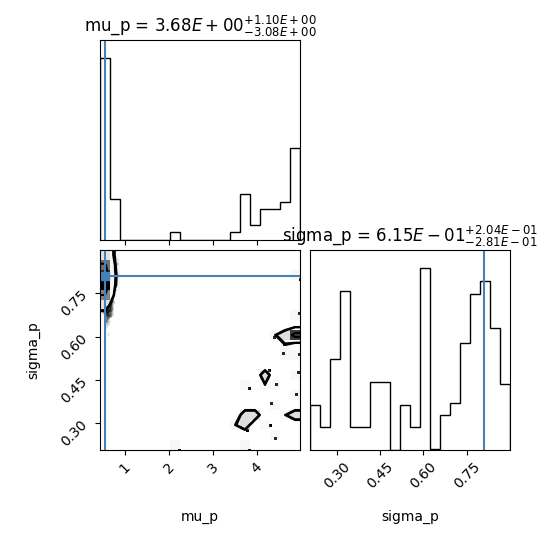 mu_p = 3.68E + 00+1.10E+00 −3.08E+00
sigma_p = 6.15E − 01+2.04E−01 −2.81E−01
sigma_p
0.75
0.60
0.45
0.30
1 2 3 4
0.30 0.45 0.60 0.75
mu_p
sigma_p